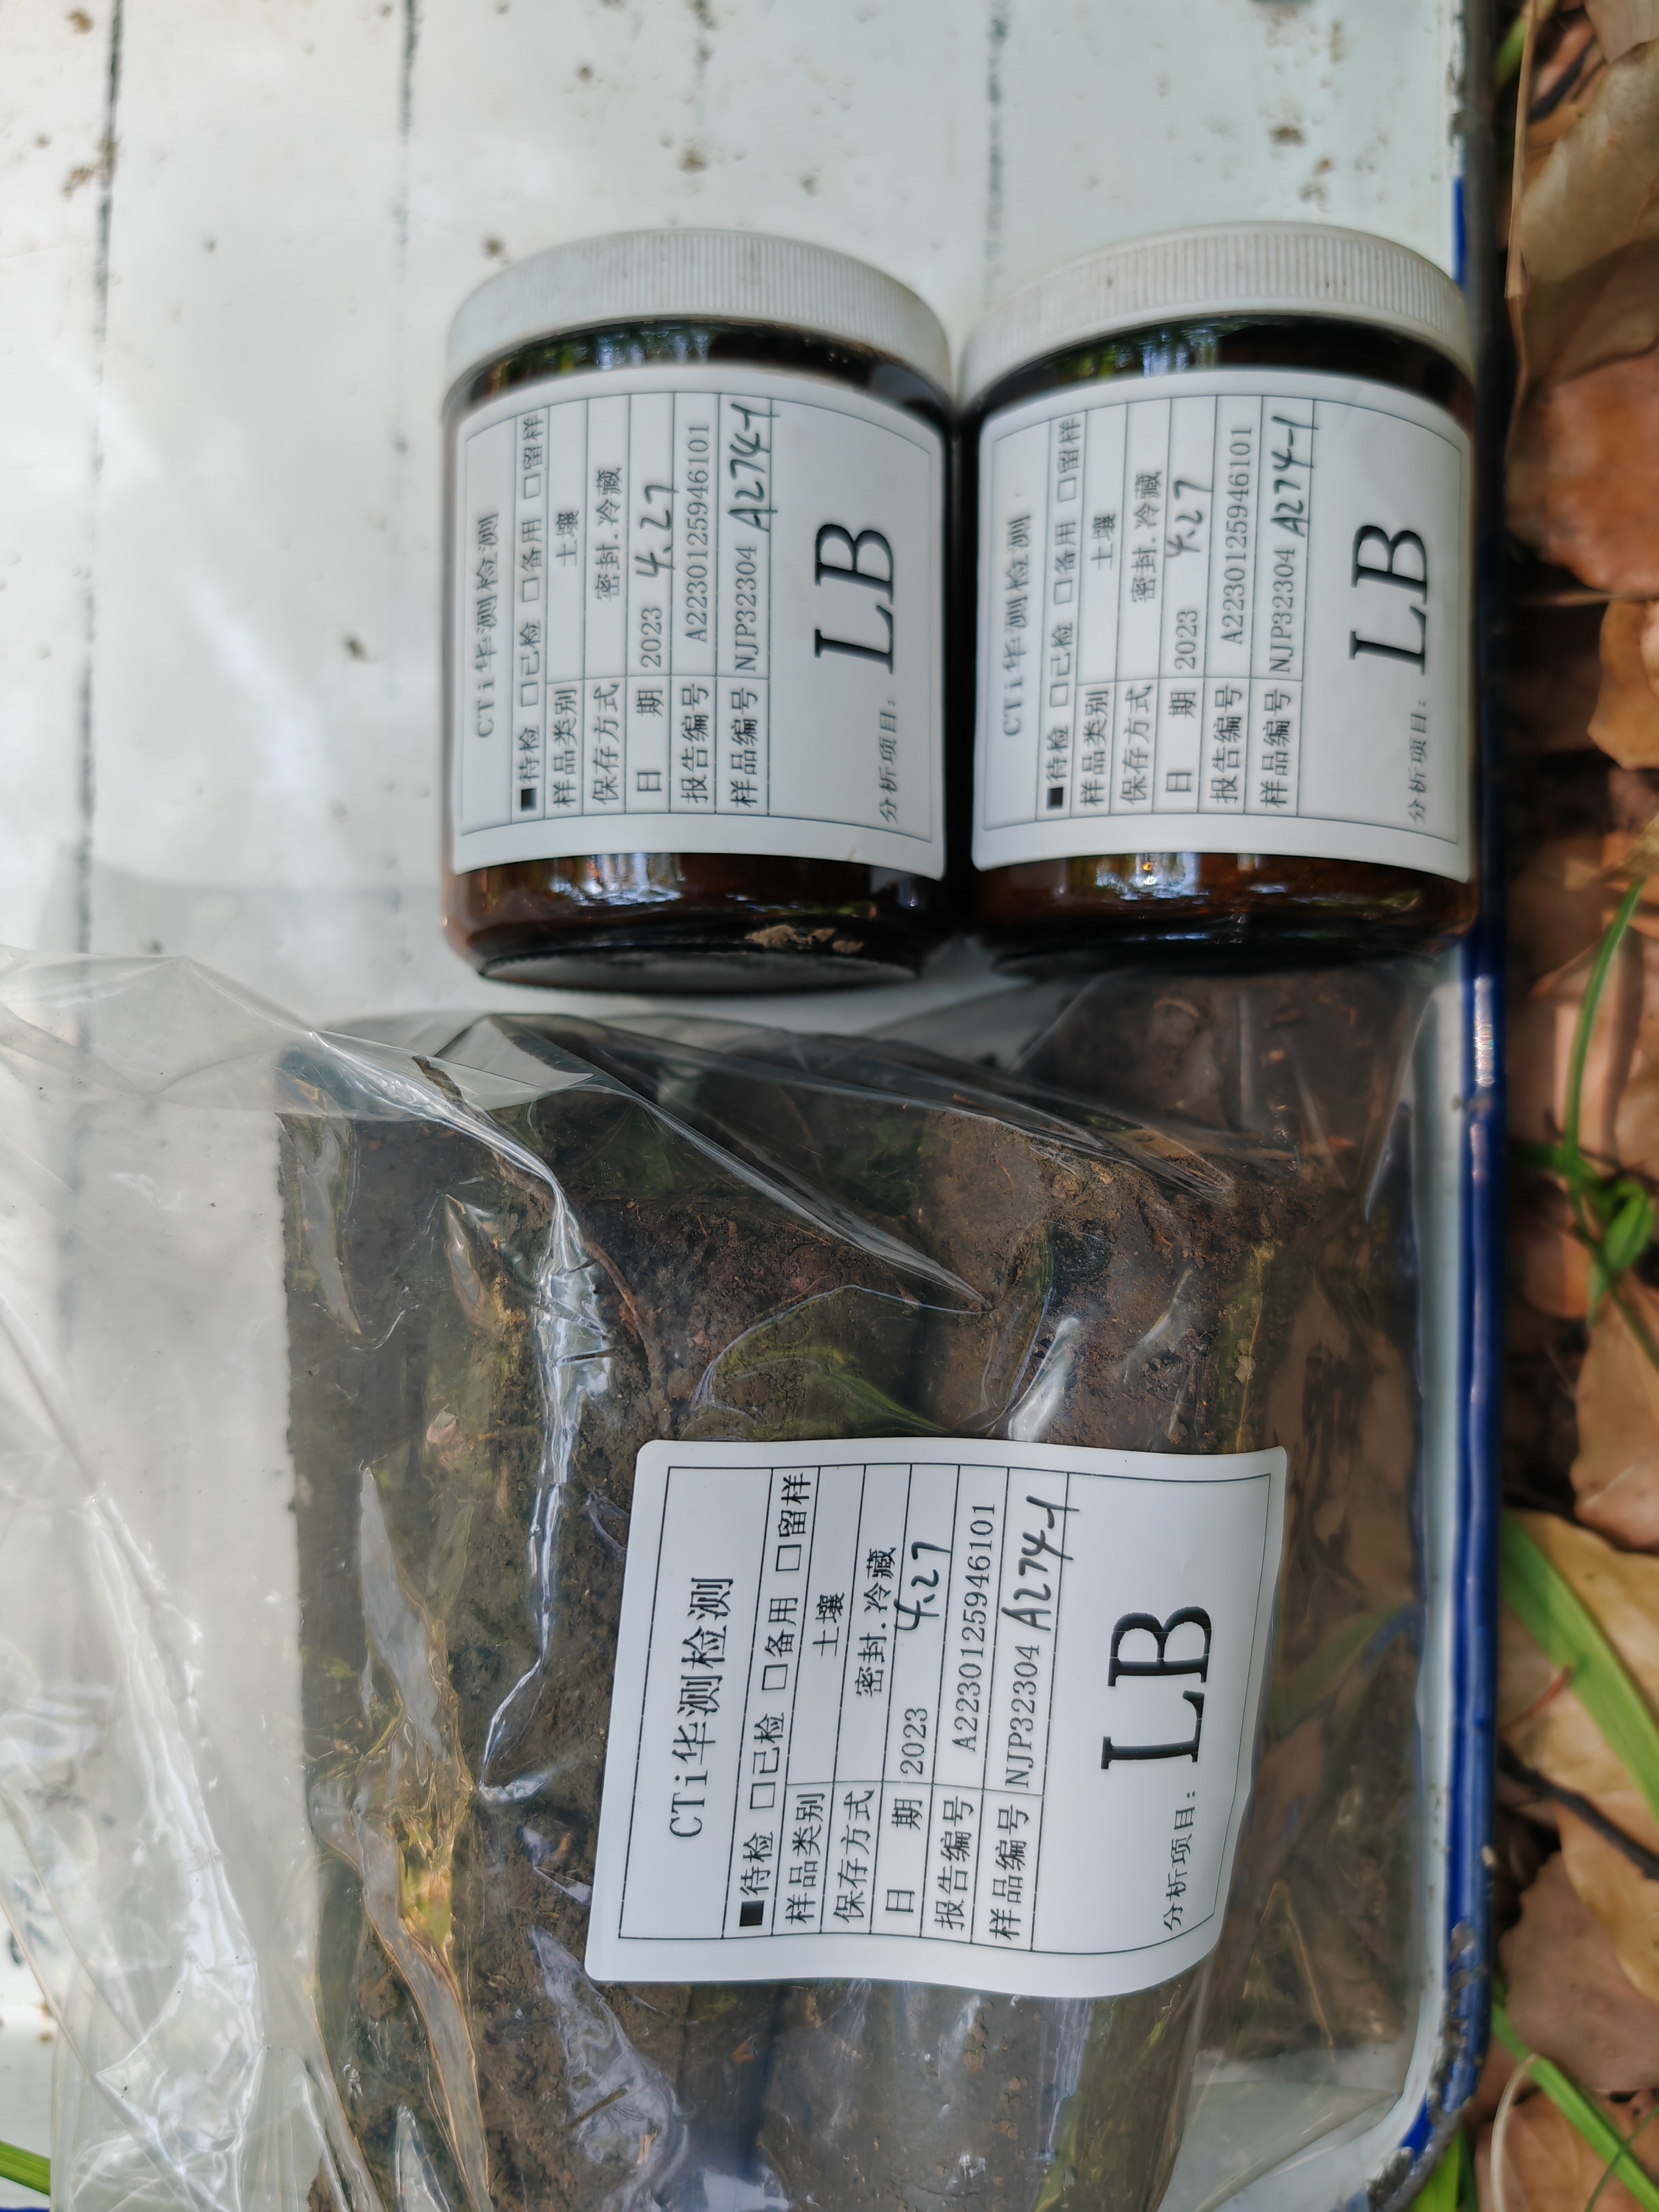 CTi华测检测
■待检 □已检 □备用 □留样
样品类别 土壤
保存方式 密封.冷藏
日 期 2023 4.27
报告编号 A2230125946101
样品编号 NJP32304 A274-1
分析项目: LB
CTi华测检测
■待检 □已检 □备用 □留样
样品类别 土壤
保存方式 密封.冷藏
日 期 2023 4.27
报告编号 A2230125946101
样品编号 NJP32304 A274-1
分析项目: LB
CTi华测检测
■待检 □已检 □备用 □留样
样品类别 土壤
保存方式 密封.冷藏
日 期 2023 4.27
报告编号 A2230125946101
样品编号 NJP32304 A274-1
分析项目: LB